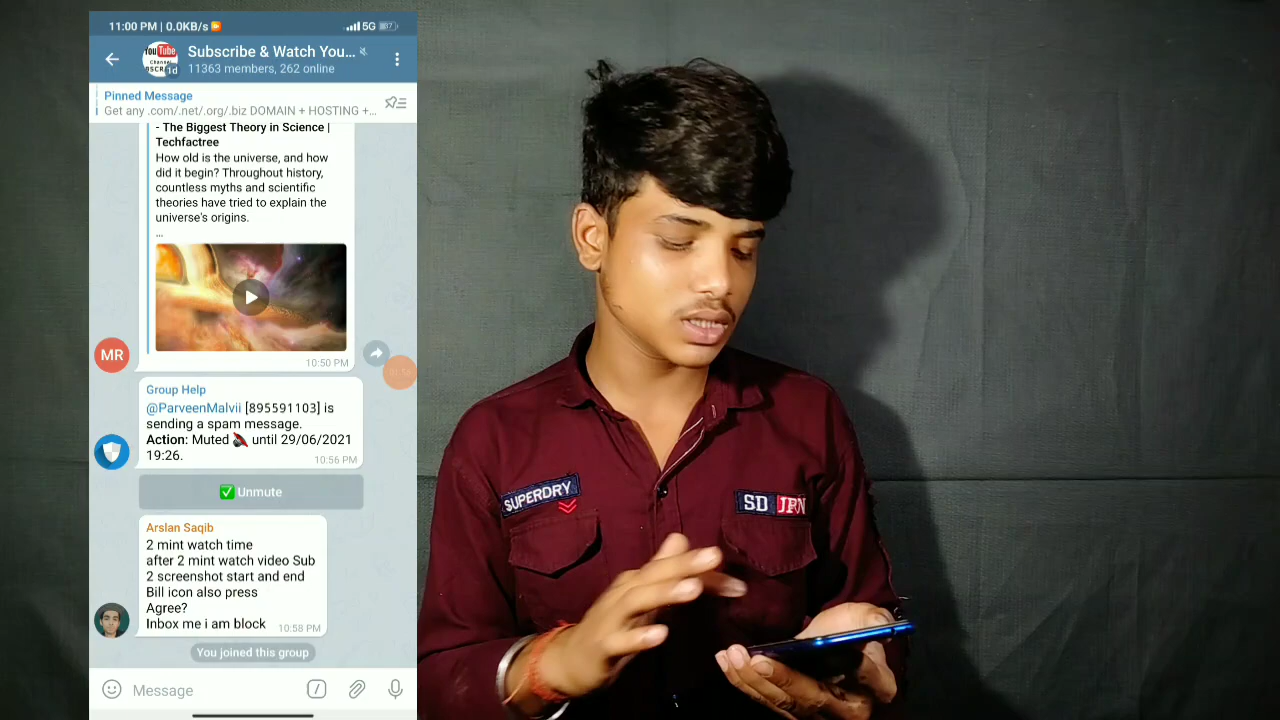 11:00 PM | 0.0KB/s
5G
Subscribe & Watch You...
11363 members, 262 online
1d
Pinned Message
Get any .com/.net/.org/.biz DOMAIN + HOSTING +...
- The Biggest Theory in Science |
Techfactree
How old is the universe, and how
did it begin? Throughout history,
countless myths and scientific
theories have tried to explain the
universe's origins.
...
10:50 PM
MR
Group Help
@ParveenMalvii [895591103] is
sending a spam message.
Action: Muted until 29/06/2021
19:26.
10:56 PM
Unmute
Arslan Saqib
2 mint watch time
after 2 mint watch video Sub
2 screenshot start and end
Bill icon also press
Agree?
Inbox me i am block
10:58 PM
You joined this group
Message
SUPERDRY
SD JPN